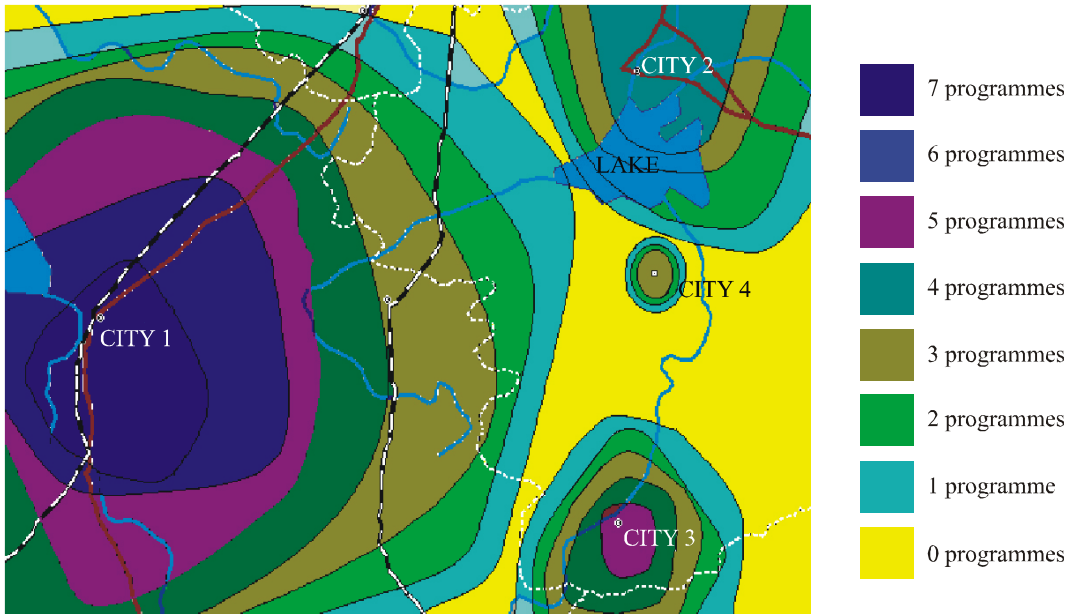 CITY 2
LAKE
CITY 4
CITY 1
CITY 3
7 programmes
6 programmes
5 programmes
4 programmes
3 programmes
2 programmes
1 programme
0 programmes